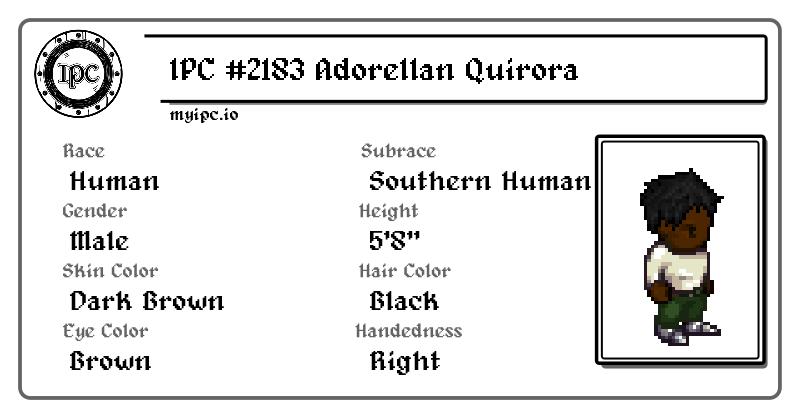 IPC
IPC #2183 Adorellan Quirora
myipc.io
Race
Human
Subrace
Southern Human
Gender
Male
Height
5'8"
Skin Color
Dark Brown
Hair Color
Black
Eye Color
Brown
Handedness
Right